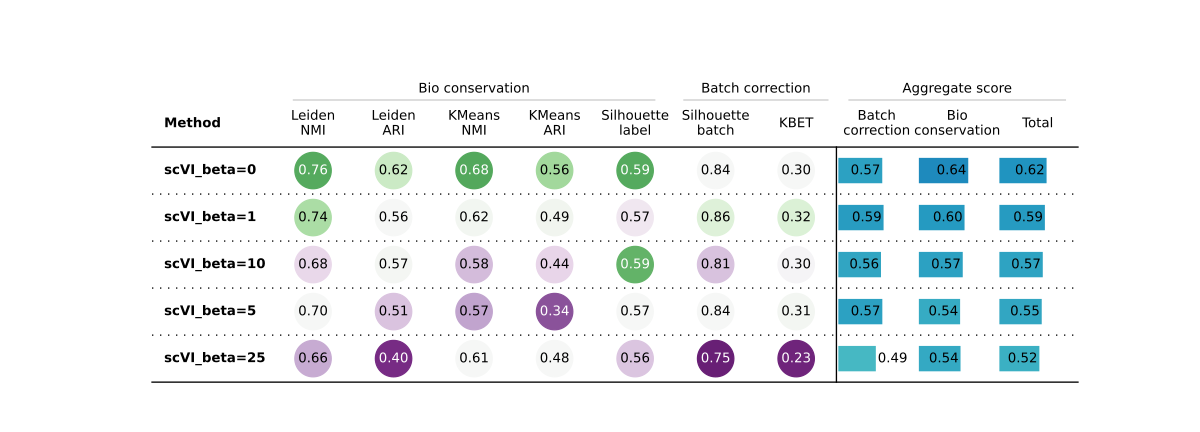 Bio conservation Batch correction Aggregate score
Method Leiden NMI Leiden ARI KMeans NMI KMeans ARI Silhouette label Silhouette batch KBET Batch correction Bio conservation Total
scVI_beta=0 0.76 0.62 0.68 0.56 0.59 0.84 0.30 0.57 0.64 0.62
scVI_beta=1 0.74 0.56 0.62 0.49 0.57 0.86 0.32 0.59 0.60 0.59
scVI_beta=10 0.68 0.57 0.58 0.44 0.59 0.81 0.30 0.56 0.57 0.57
scVI_beta=5 0.70 0.51 0.57 0.34 0.57 0.84 0.31 0.57 0.54 0.55
scVI_beta=25 0.66 0.40 0.61 0.48 0.56 0.75 0.23 0.49 0.54 0.52